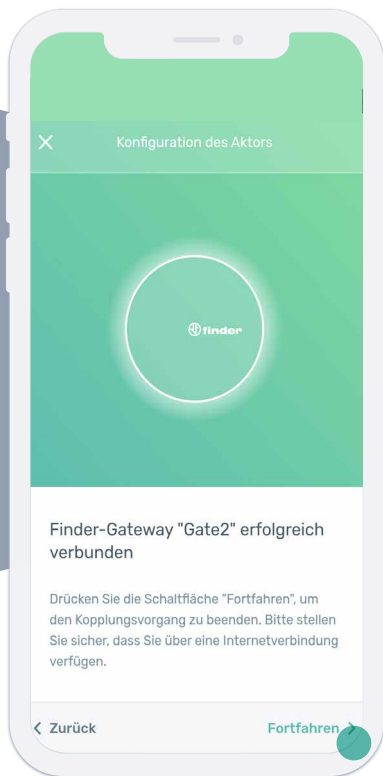 Konfiguration des Aktors
finder
Finder-Gateway "Gate2" erfolgreich
verbunden
Drücken Sie die Schaltfläche "Fortfahren", um
den Kopplungsvorgang zu beenden. Bitte stellen
Sie sicher, dass Sie über eine Internetverbindung
verfügen.
Zurück Fortfahren